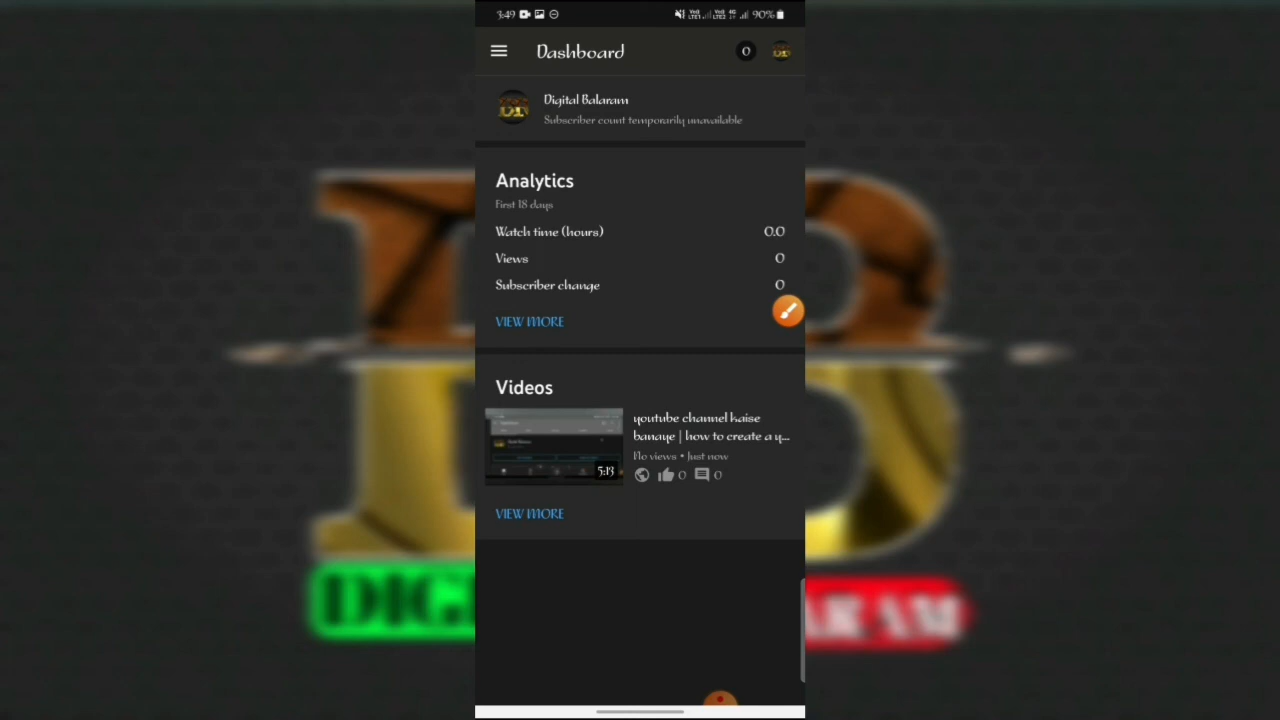 3:49
90%
Dashboard
0
Digital Balaram
Subscriber count temporarily unavailable
Analytics
First 18 days
Watch time (hours) 0.0
Views 0
Subscriber change 0
VIEW MORE
Videos
youtube channel kaise
banaye | how to create a y...
No views • Just now
5:13
0 0
VIEW MORE
DIGI
ARAM